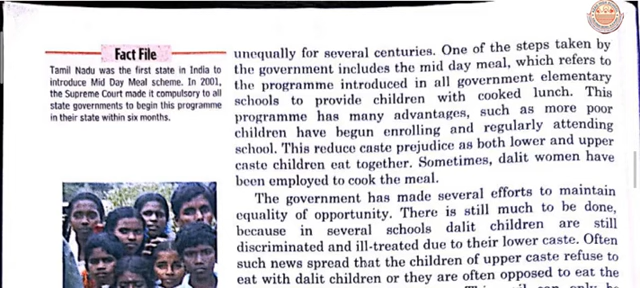 Fact File
Tamil Nadu was the first state in India to
introduce Mid Day Meal scheme. In 2001,
the Supreme Court made it compulsory to all
state governments to begin this programme
in their state within six months.
unequally for several centuries. One of the steps taken by
the government includes the mid day meal, which refers to
the programme introduced in all government elementary
schools to provide children with cooked lunch. This
programme has many advantages, such as more poor
children have begun enrolling and regularly attending
school. This reduce caste prejudice as both lower and upper
caste children eat together. Sometimes, dalit women have
been employed to cook the meal.
The government has made several efforts to maintain
equality of opportunity. There is still much to be done,
because in several schools dalit children are still
discriminated and ill-treated due to their lower caste. Often
such news spread that the children of upper caste refuse to
eat with dalit children or they are often opposed to eat the